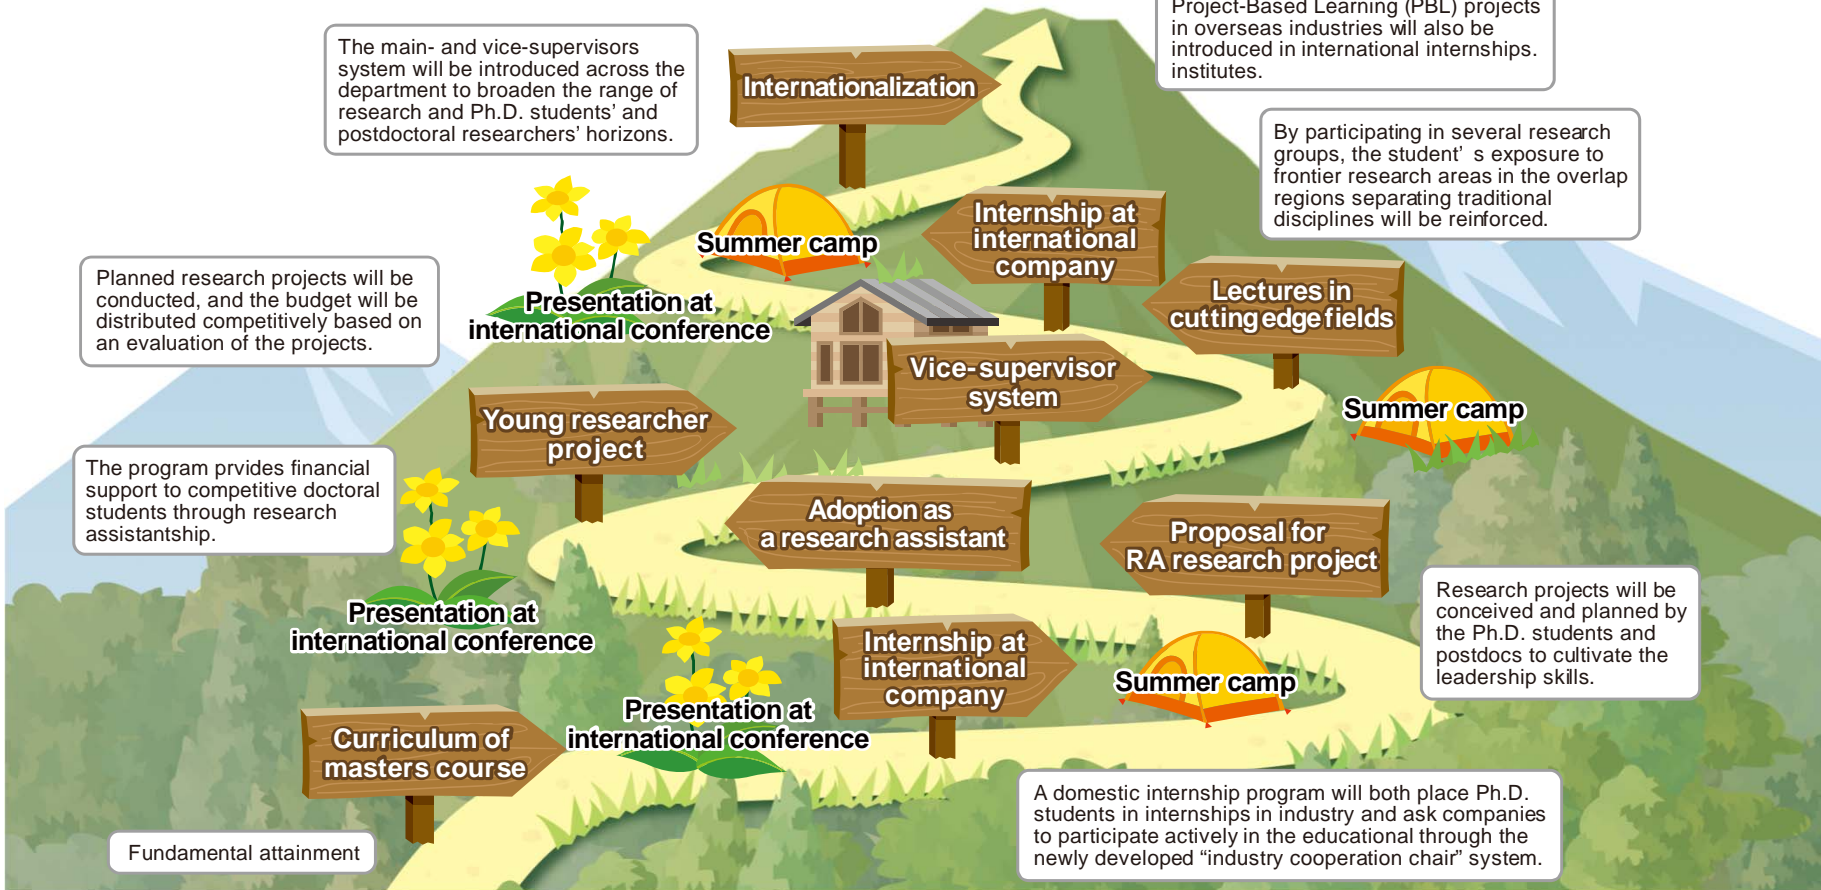 Project-Based Learning (PBL) projects
in overseas industries will also be
introduced in international internships.
institutes.
The main- and vice-supervisors
system will be introduced across the
department to broaden the range of
research and Ph.D. students’ and
postdoctoral researchers’ horizons.
Internationalization
By participating in several research
groups, the student’ s exposure to
frontier research areas in the overlap
regions separating traditional
disciplines will be reinforced.
Summer camp
Internship at
international
company
Planned research projects will be
conducted, and the budget will be
distributed competitively based on
an evaluation of the projects.
Presentation at
international conference
Lectures in
cutting edge fields
Vice-supervisor
system
Young researcher
project
Summer camp
The program prvides financial
support to competitive doctoral
students through research
assistantship.
Adoption as
a research assistant
Proposal for
RA research project
Presentation at
international conference
Research projects will be
conceived and planned by
the Ph.D. students and
postdocs to cultivate the
leadership skills.
Internship at
international
company
Summer camp
Presentation at
international conference
Curriculum of
masters course
A domestic internship program will both place Ph.D.
students in internships in industry and ask companies
to participate actively in the educational through the
newly developed “industry cooperation chair” system.
Fundamental attainment